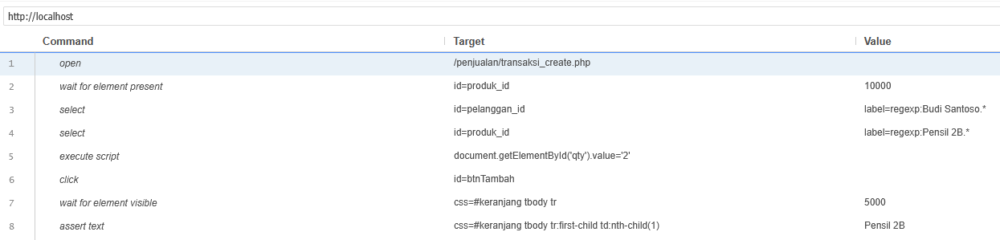 http://localhost
Command Target Value
1 open /penjualan/transaksi_create.php
2 wait for element present id=produk_id 10000
3 select id=pelanggan_id label=regexp:Budi Santoso.*
4 select id=produk_id label=regexp:Pensil 2B.*
5 execute script document.getElementById('qty').value='2'
6 click id=btnTambah
7 wait for element visible css=#keranjang tbody tr 5000
8 assert text css=#keranjang tbody tr:first-child td:nth-child(1) Pensil 2B